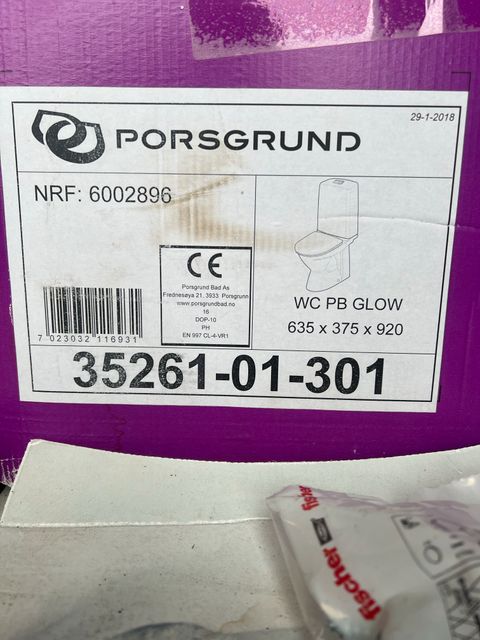 29-1-2018
PORSGRUND
NRF: 6002896
CE
Porsgrund Bad As
Frednesøya 21, 3933 Porsgrunn
www.porsgrundbad.no
16
DOP-10
PH
EN 997 CL-4-VR1
WC PB GLOW
635 x 375 x 920
7 023032 116931
35261-01-301
fischer